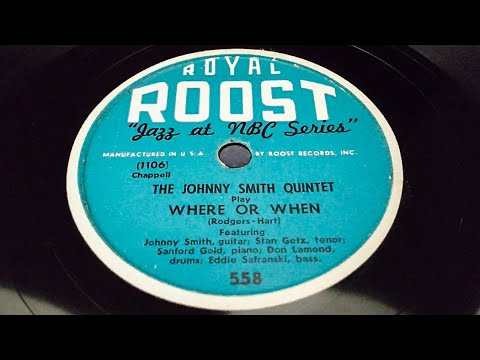 ROYAL
ROOST
"Jazz at NBC Series"
MANUFACTURED IN U S A BY ROOST RECORDS, INC.
(1106)
Chappell
THE JOHNNY SMITH QUINTET
Play
WHERE OR WHEN
(Rodgers-Hart)
Featuring
Johnny Smith, guitar; Stan Getz, tenor;
Sanford Gold, piano; Don Lamond,
drums; Eddie Safranski, bass.
558